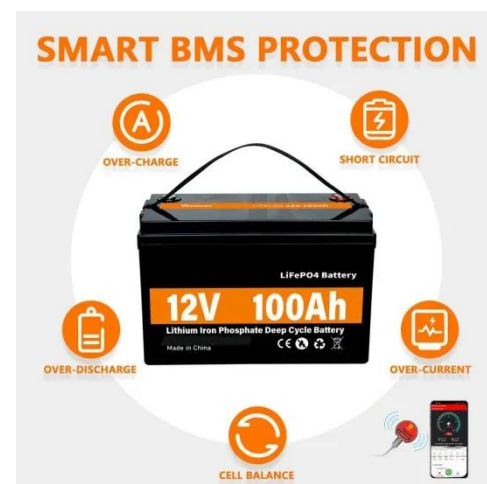 SMART BMS PROTECTION
A
OVER-CHARGE
SHORT CIRCUIT
LiFePO4 Battery
12V 100Ah
Lithium Iron Phosphate Deep Cycle Battery
Made in China
CE
OVER-DISCHARGE
OVER-CURRENT
CELL BALANCE